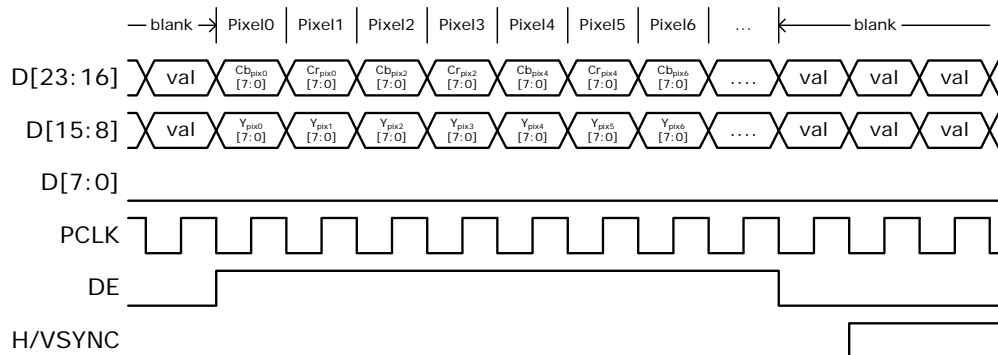 blank Pixel0 Pixel1 Pixel2 Pixel3 Pixel4 Pixel5 Pixel6 ... blank
D[23:16] val Cbpix0 [7:0] Crpix0 [7:0] Cbpix2 [7:0] Crpix2 [7:0] Cbpix4 [7:0] Crpix4 [7:0] Cbpix6 [7:0] .... val val val
D[15:8] val Ypix0 [7:0] Ypix1 [7:0] Ypix2 [7:0] Ypix3 [7:0] Ypix4 [7:0] Ypix5 [7:0] Ypix6 [7:0] .... val val val
D[7:0]
PCLK
DE
H/VSYNC